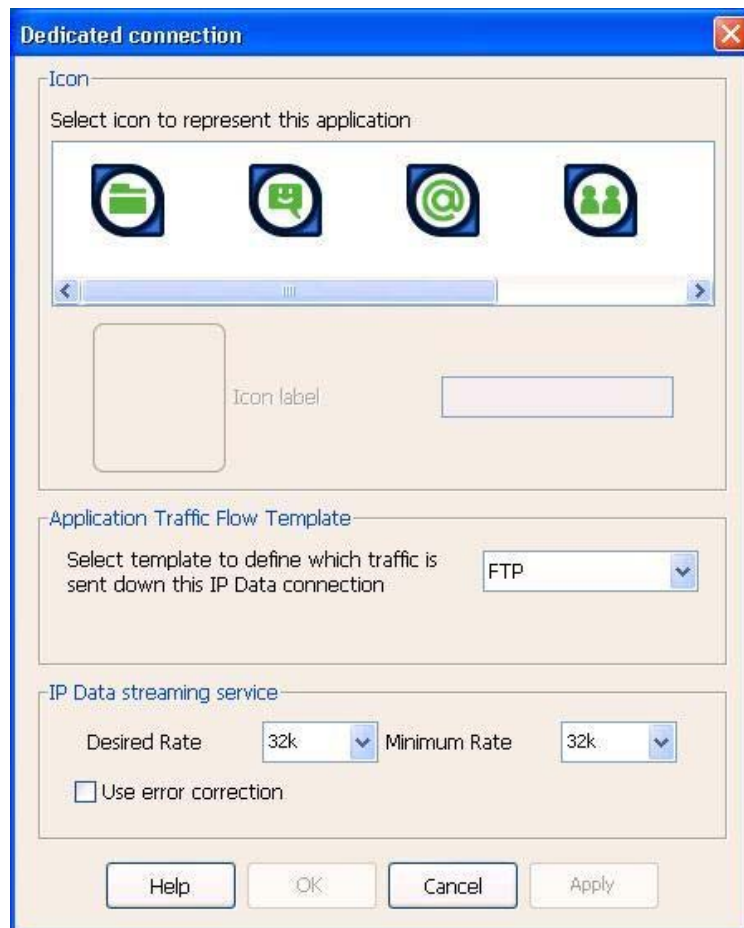 Dedicated connection
Icon
Select icon to represent this application
@
Icon label
Application Traffic Flow Template
Select template to define which traffic is
sent down this IP Data connection
FTP
IP Data streaming service
Desired Rate 32k Minimum Rate 32k
Use error correction
Help OK Cancel Apply